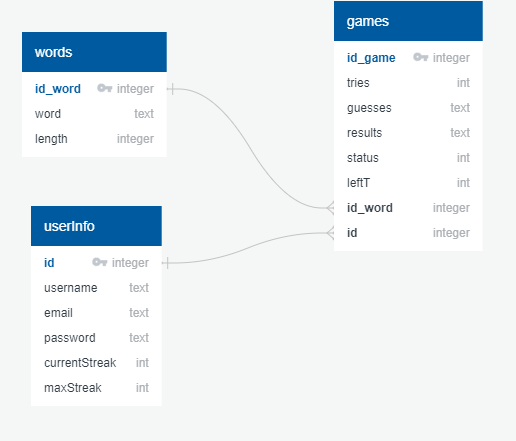 words
id_word integer
word text
length integer
userInfo
id integer
username text
email text
password text
currentStreak int
maxStreak int
games
id_game integer
tries int
guesses text
results text
status int
leftT int
id_word integer
id integer